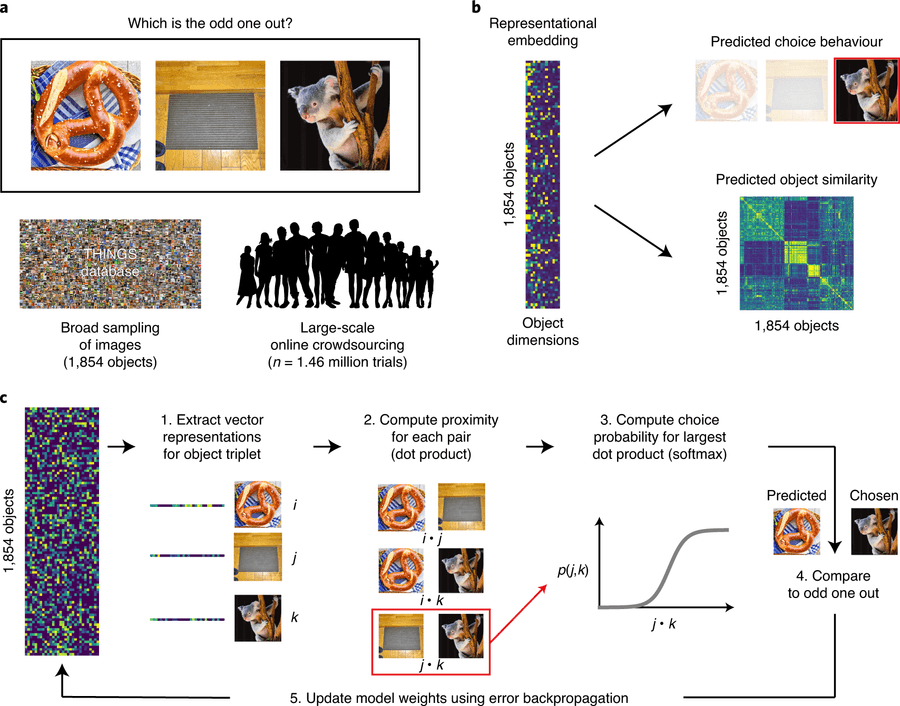 a
Which is the odd one out?
THINGS
database
Broad sampling
of images
(1,854 objects)
Large-scale
online crowdsourcing
(n = 1.46 million trials)
b
Representational
embedding
1,854 objects
Object
dimensions
Predicted choice behaviour
Predicted object similarity
1,854 objects
1,854 objects
c
1,854 objects
1. Extract vector
representations
for object triplet
i
j
k
2. Compute proximity
for each pair
(dot product)
i • j
i • k
j • k
3. Compute choice
probability for largest
dot product (softmax)
p(j,k)
j • k
Predicted
Chosen
4. Compare
to odd one out
5. Update model weights using error backpropagation